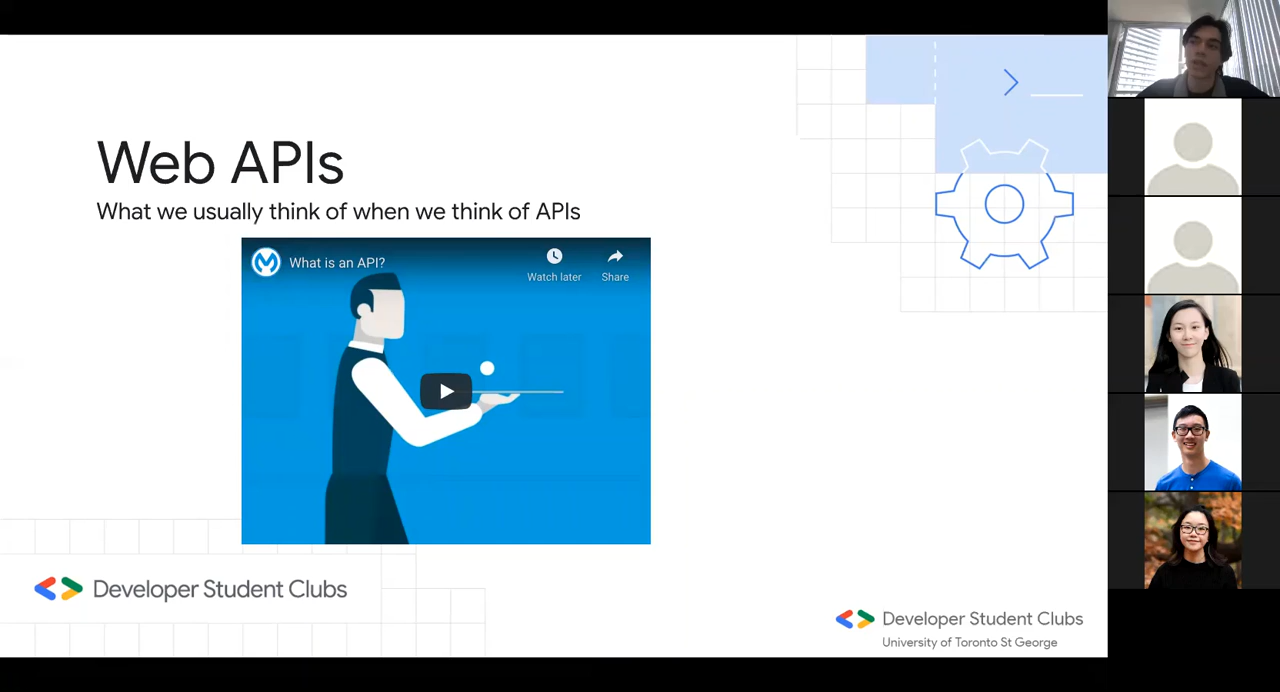 Web APIs
What we usually think of when we think of APIs
What is an API?
Watch later
Share
Developer Student Clubs
Developer Student Clubs
University of Toronto St George